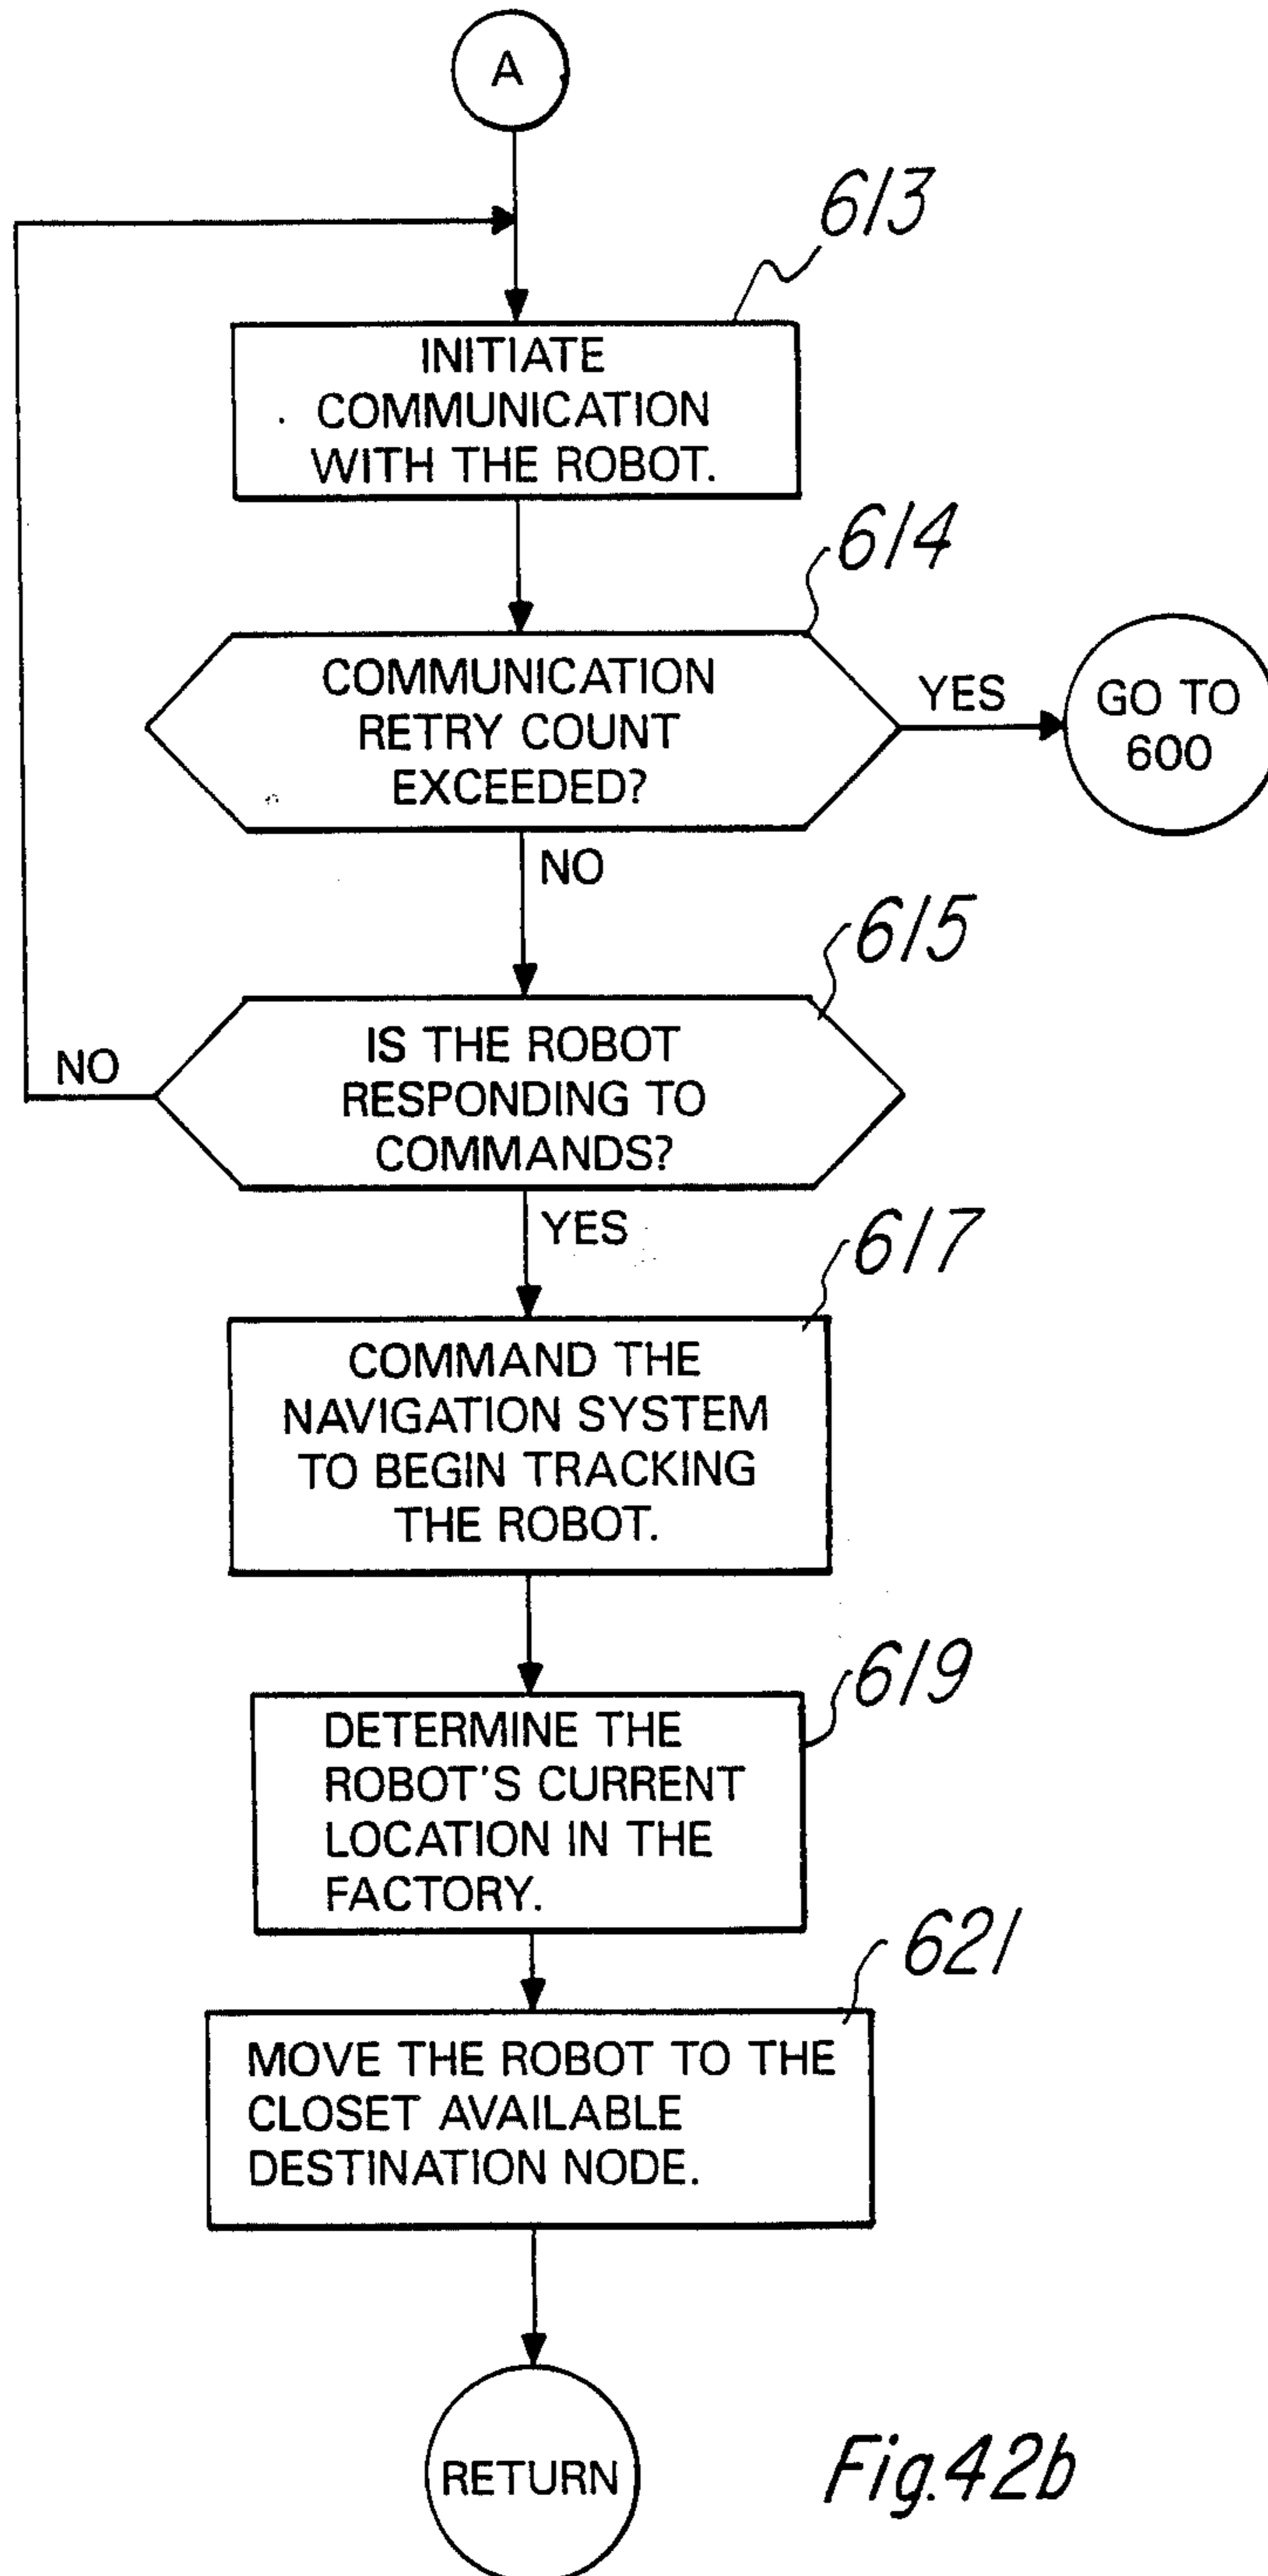 A
613
INITIATE
COMMUNICATION
WITH THE ROBOT.
614
COMMUNICATION
RETRY COUNT
EXCEEDED?
YES
GO TO
600
NO
615
IS THE ROBOT
RESPONDING TO
COMMANDS?
NO
YES
617
COMMAND THE
NAVIGATION SYSTEM
TO BEGIN TRACKING
THE ROBOT.
619
DETERMINE THE
ROBOT'S CURRENT
LOCATION IN THE
FACTORY.
621
MOVE THE ROBOT TO THE
CLOSET AVAILABLE
DESTINATION NODE.
RETURN
Fig.42b